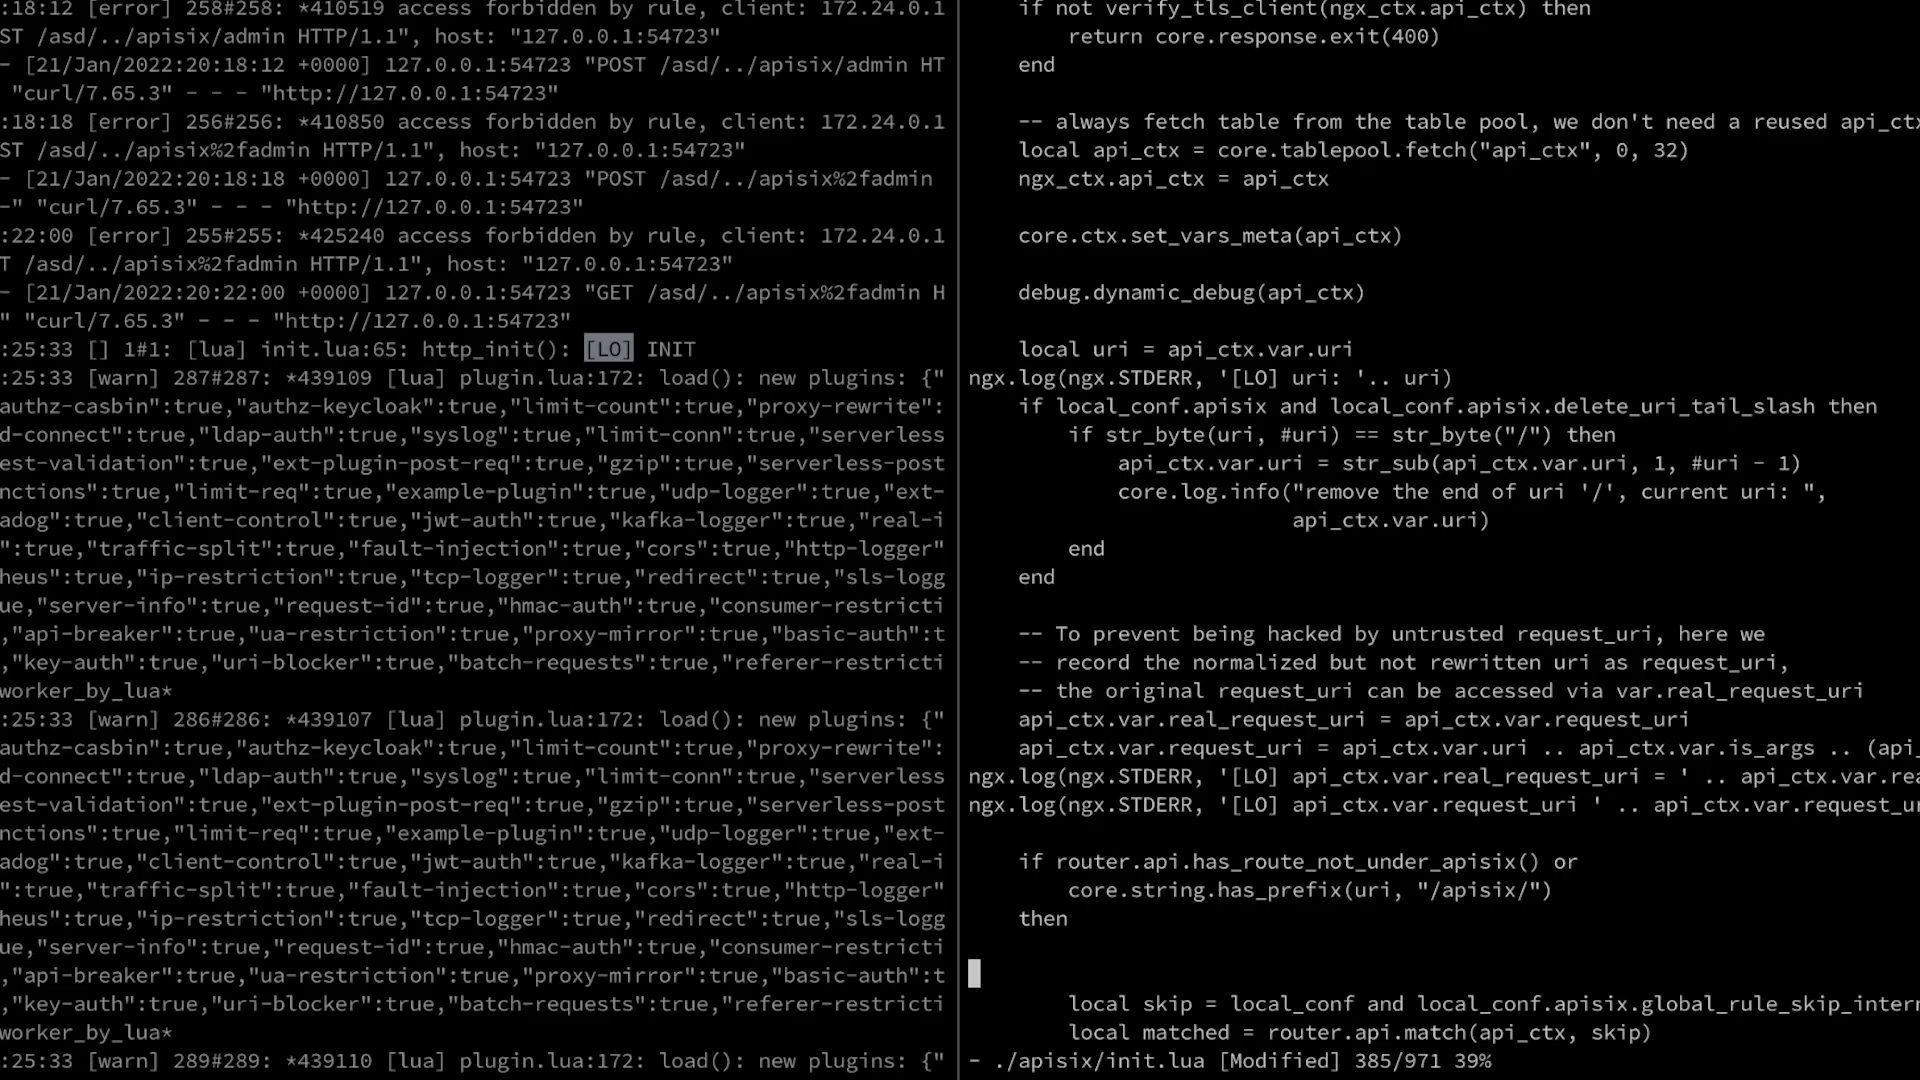 :18:12 [error] 258#258: *410519 access forbidden by rule, client: 172.24.0.1
ST /asd/../apisix/admin HTTP/1.1", host: "127.0.0.1:54723"
- [21/Jan/2022:20:18:12 +0000] 127.0.0.1:54723 "POST /asd/../apisix/admin HT
"curl/7.65.3" - - - "http://127.0.0.1:54723"
:18:18 [error] 256#256: *410850 access forbidden by rule, client: 172.24.0.1
ST /asd/../apisix%2fadmin HTTP/1.1", host: "127.0.0.1:54723"
- [21/Jan/2022:20:18:18 +0000] 127.0.0.1:54723 "POST /asd/../apisix%2fadmin
-" "curl/7.65.3" - - - "http://127.0.0.1:54723"
:22:00 [error] 255#255: *425240 access forbidden by rule, client: 172.24.0.1
T /asd/../apisix%2fadmin HTTP/1.1", host: "127.0.0.1:54723"
- [21/Jan/2022:20:22:00 +0000] 127.0.0.1:54723 "GET /asd/../apisix%2fadmin H
" "curl/7.65.3" - - - "http://127.0.0.1:54723"
:25:33 [] 1#1: [lua] init.lua:65: http_init(): [LO] INIT
:25:33 [warn] 287#287: *439109 [lua] plugin.lua:172: load(): new plugins: {"
authz-casbin":true,"authz-keycloak":true,"limit-count":true,"proxy-rewrite":
d-connect":true,"ldap-auth":true,"syslog":true,"limit-conn":true,"serverless
est-validation":true,"ext-plugin-post-req":true,"gzip":true,"serverless-post
nctions":true,"limit-req":true,"example-plugin":true,"udp-logger":true,"ext-
adog":true,"client-control":true,"jwt-auth":true,"kafka-logger":true,"real-i
":true,"traffic-split":true,"fault-injection":true,"cors":true,"http-logger"
heus":true,"ip-restriction":true,"tcp-logger":true,"redirect":true,"sls-logg
ue,"server-info":true,"request-id":true,"hmac-auth":true,"consumer-restricti
,"api-breaker":true,"ua-restriction":true,"proxy-mirror":true,"basic-auth":t
,"key-auth":true,"uri-blocker":true,"batch-requests":true,"referer-restricti
worker_by_lua*
:25:33 [warn] 286#286: *439107 [lua] plugin.lua:172: load(): new plugins: {"
authz-casbin":true,"authz-keycloak":true,"limit-count":true,"proxy-rewrite":
d-connect":true,"ldap-auth":true,"syslog":true,"limit-conn":true,"serverless
est-validation":true,"ext-plugin-post-req":true,"gzip":true,"serverless-post
nctions":true,"limit-req":true,"example-plugin":true,"udp-logger":true,"ext-
adog":true,"client-control":true,"jwt-auth":true,"kafka-logger":true,"real-i
":true,"traffic-split":true,"fault-injection":true,"cors":true,"http-logger"
heus":true,"ip-restriction":true,"tcp-logger":true,"redirect":true,"sls-logg
ue,"server-info":true,"request-id":true,"hmac-auth":true,"consumer-restricti
,"api-breaker":true,"ua-restriction":true,"proxy-mirror":true,"basic-auth":t
,"key-auth":true,"uri-blocker":true,"batch-requests":true,"referer-restricti
worker_by_lua*
:25:33 [warn] 289#289: *439110 [lua] plugin.lua:172: load(): new plugins: {"
if not verify_tls_client(ngx_ctx.api_ctx) then
return core.response.exit(400)
end
-- always fetch table from the table pool, we don't need a reused api_ctx
local api_ctx = core.tablepool.fetch("api_ctx", 0, 32)
ngx_ctx.api_ctx = api_ctx
core.ctx.set_vars_meta(api_ctx)
debug.dynamic_debug(api_ctx)
local uri = api_ctx.var.uri
ngx.log(ngx.STDERR, '[LO] uri: '.. uri)
if local_conf.apisix and local_conf.apisix.delete_uri_tail_slash then
if str_byte(uri, #uri) == str_byte("/") then
api_ctx.var.uri = str_sub(api_ctx.var.uri, 1, #uri - 1)
core.log.info("remove the end of uri '/', current uri: ",
api_ctx.var.uri)
end
end
-- To prevent being hacked by untrusted request_uri, here we
-- record the normalized but not rewritten uri as request_uri,
-- the original request_uri can be accessed via var.real_request_uri
api_ctx.var.real_request_uri = api_ctx.var.request_uri
api_ctx.var.request_uri = api_ctx.var.uri .. api_ctx.var.is_args .. (api_
ngx.log(ngx.STDERR, '[LO] api_ctx.var.real_request_uri = ' .. api_ctx.var.rea
ngx.log(ngx.STDERR, '[LO] api_ctx.var.request_uri ' .. api_ctx.var.request_ur
if router.api.has_route_not_under_apisix() or
core.string.has_prefix(uri, "/apisix/")
then
local skip = local_conf and local_conf.apisix.global_rule_skip_intern
local matched = router.api.match(api_ctx, skip)
- ./apisix/init.lua [Modified] 385/971 39%